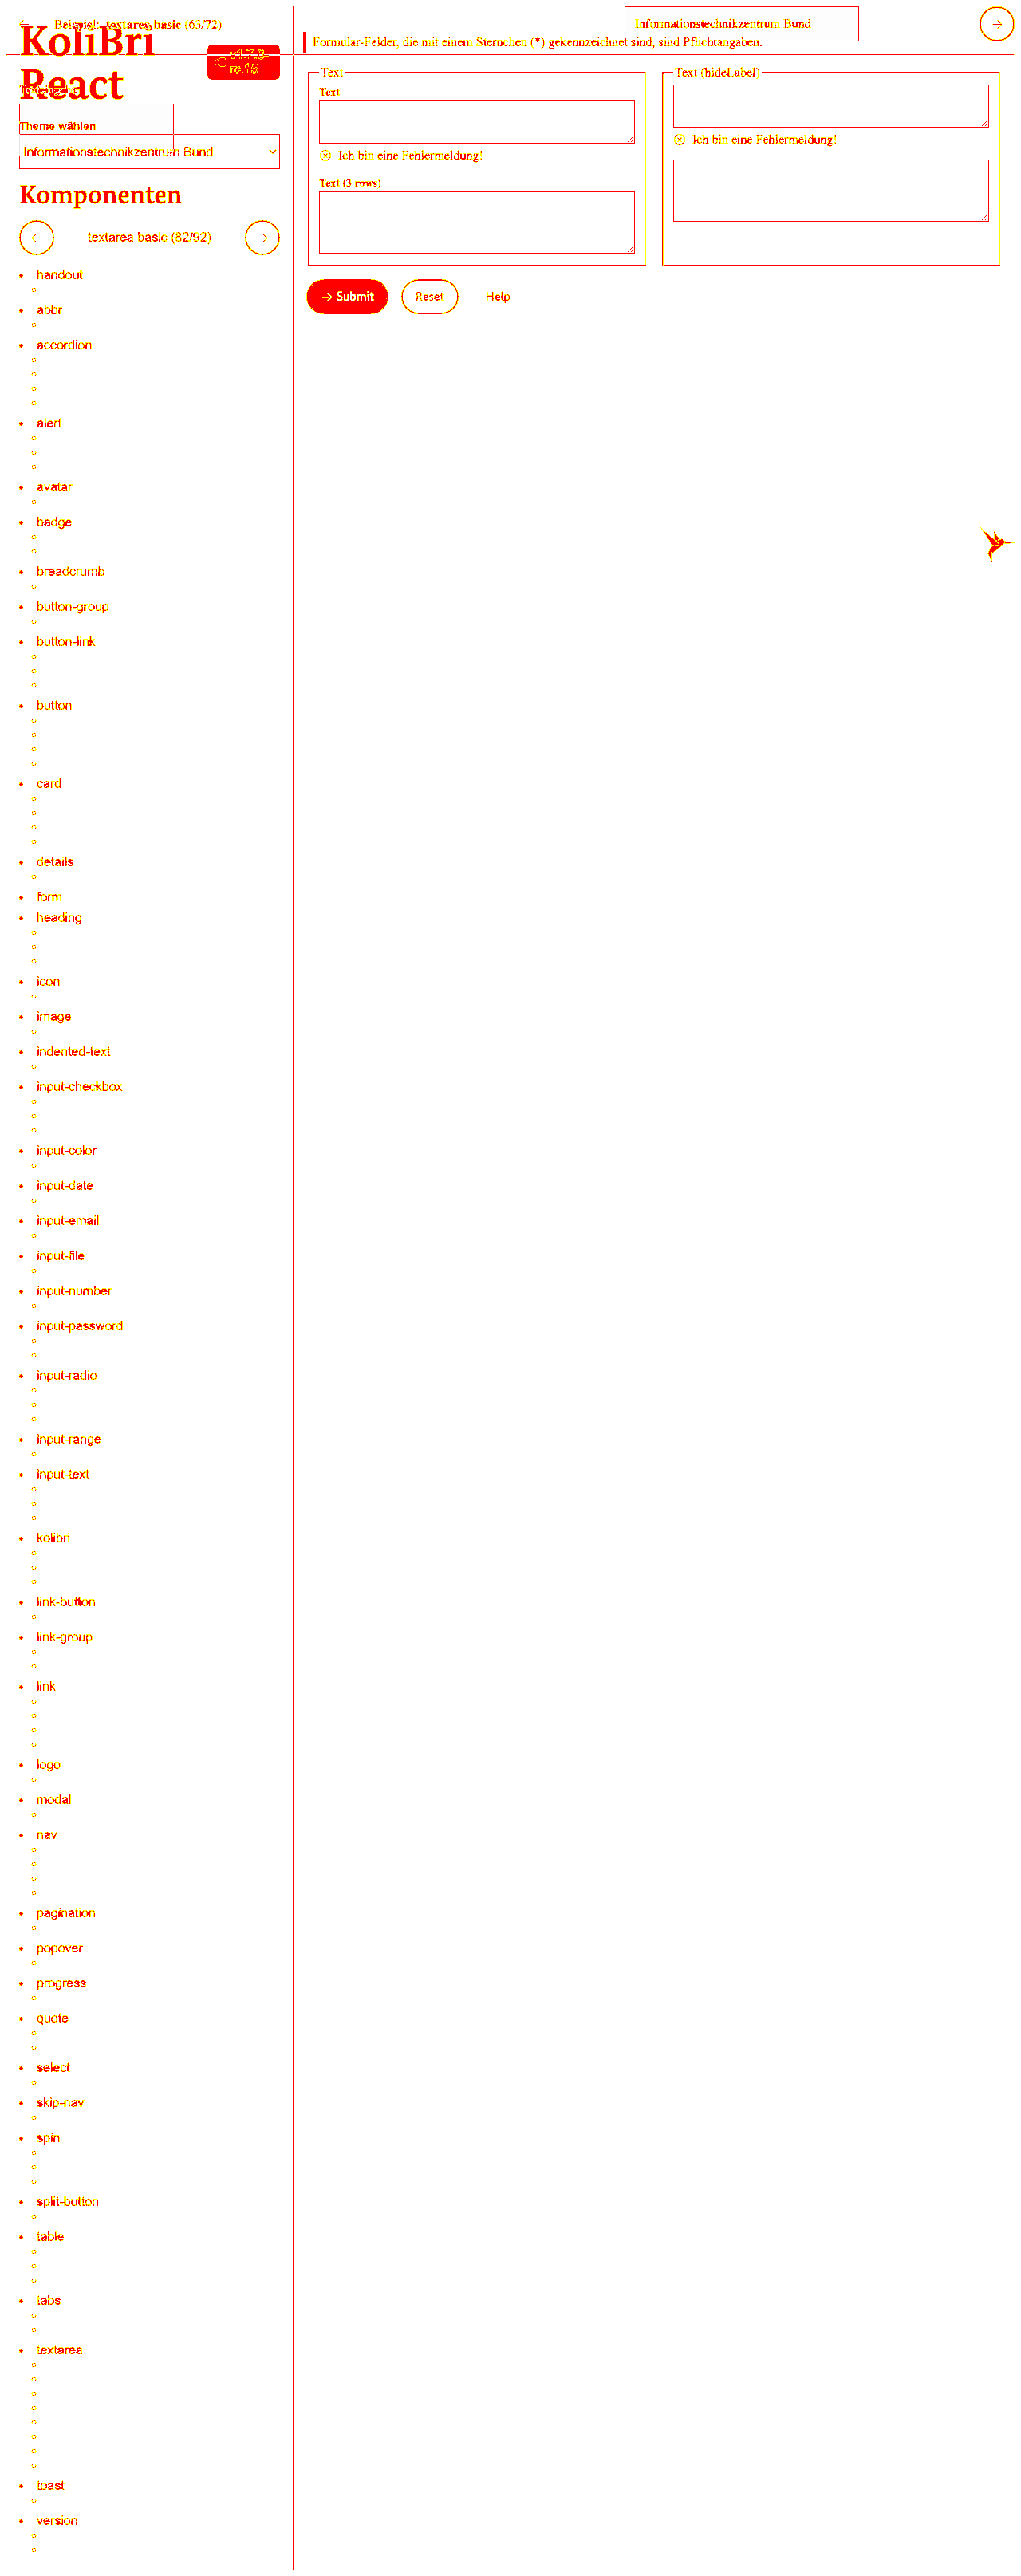 Beispiel: textarea basic (63/72)
Informationstechnikzentrum Bund
KoliBri
React
Formular-Felder, die mit einem Sternchen (*) gekennzeichnet sind, sind Pflichtangaben.
Theme wählen
Informationstechnikzentrum Bund
Komponenten
textarea basic (82/92)
handout
abbr
accordion
alert
avatar
badge
breadcrumb
button-group
button-link
button
card
details
form
heading
icon
image
indented-text
input-checkbox
input-color
input-date
input-email
input-file
input-number
input-password
input-radio
input-range
input-text
kolibri
link-button
link-group
link
logo
modal
nav
pagination
popover
progress
quote
select
skip-nav
spin
split-button
table
tabs
textarea
toast
version
Text
Text
Ich bin eine Fehlermeldung!
Text (3 rows)
Text (hideLabel)
Ich bin eine Fehlermeldung!
Submit
Reset
Help